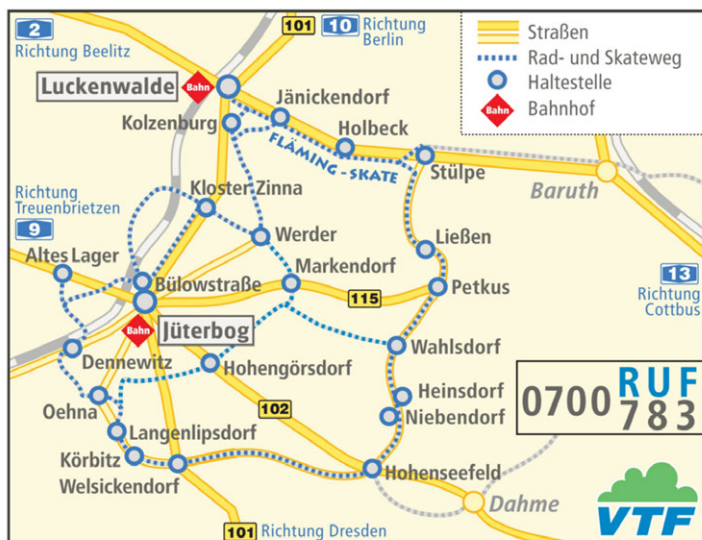 2
Richtung Beelitz
101
10
Richtung
Berlin
Straßen
Rad- und Skateweg
Haltestelle
Bahn
Bahnhof
Luckenwalde
Bahn
Jänickendorf
Kolzenburg
Holbeck
FLÄMING - SKATE
Stülpe
Baruth
Richtung
Treuenbrietzen
9
Kloster Zinna
Werder
Ließen
Altes Lager
Bülowstraße
Markendorf
115
Petkus
13
Richtung
Cottbus
Bahn
Jüterbog
Dennewitz
Hohengörsdorf
Wahlsdorf
Oehna
102
Heinsdorf
Niebendorf
0700
RUF
783
Langenlipsdorf
Körbitz
Welsickendorf
Hohenseefeld
Dahme
101
Richtung Dresden
VTF